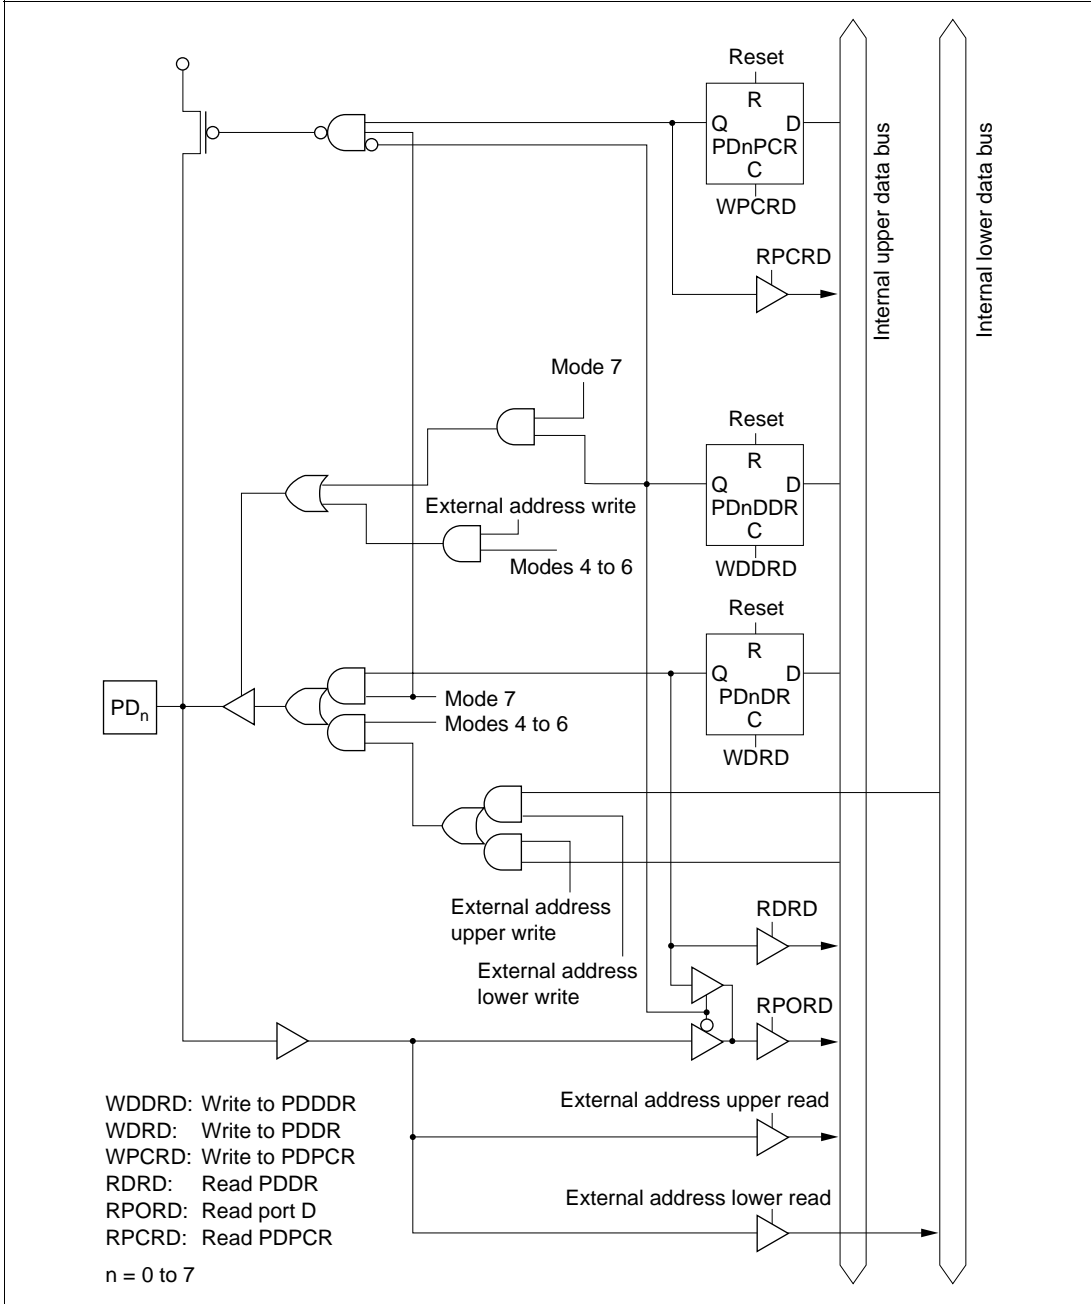 Reset
R
Q D
PDnPCR
C
WPCRD
RPCRD
Internal upper data bus
Internal lower data bus
Mode 7
Reset
R
Q D
PDnDDR
C
WDDRD
External address write
Modes 4 to 6
Reset
R
Q D
PDnDR
C
WDRD
PDn
Mode 7
Modes 4 to 6
External address
upper write
External address
lower write
RDRD
RPORD
External address upper read
External address lower read
WDDRD: Write to PDDDR
WDRD: Write to PDDR
WPCRD: Write to PDPCR
RDRD: Read PDDR
RPORD: Read port D
RPCRD: Read PDPCR
n = 0 to 7